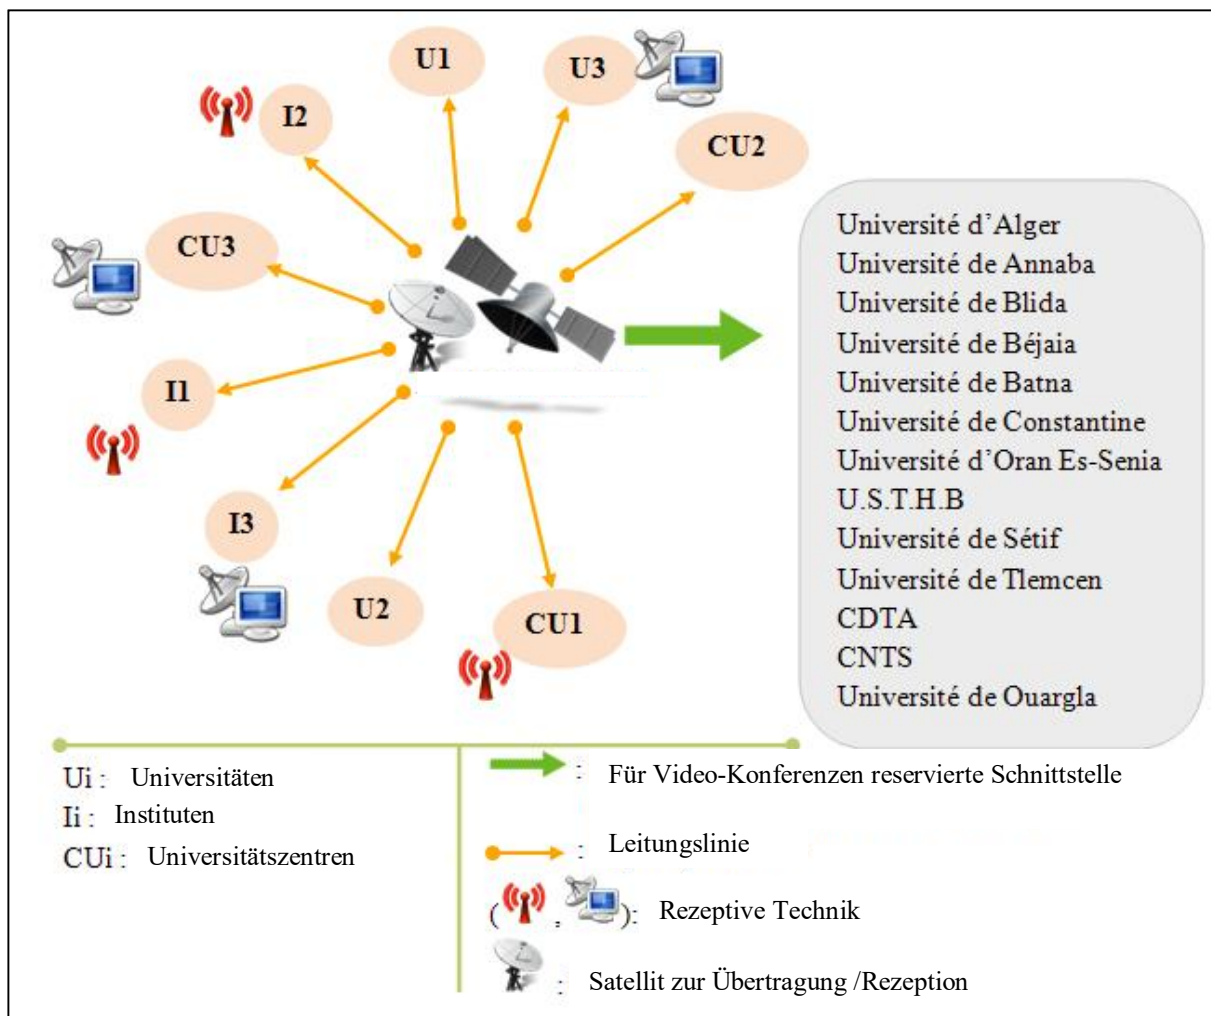 U1
U3
I2
CU2
CU3
I1
I3
U2
CU1
Université d'Alger
Université de Annaba
Université de Blida
Université de Béjaia
Université de Batna
Université de Constantine
Université d'Oran Es-Senia
U.S.T.H.B
Université de Sétif
Université de Tlemcen
CDTA
CNTS
Université de Ouargla
Ui : Universitäten
Ii : Instituten
CUi : Universitätszentren
: Für Video-Konferenzen reservierte Schnittstelle
: Leitungslinie
( , ): Rezeptive Technik
: Satellit zur Übertragung /Rezeption